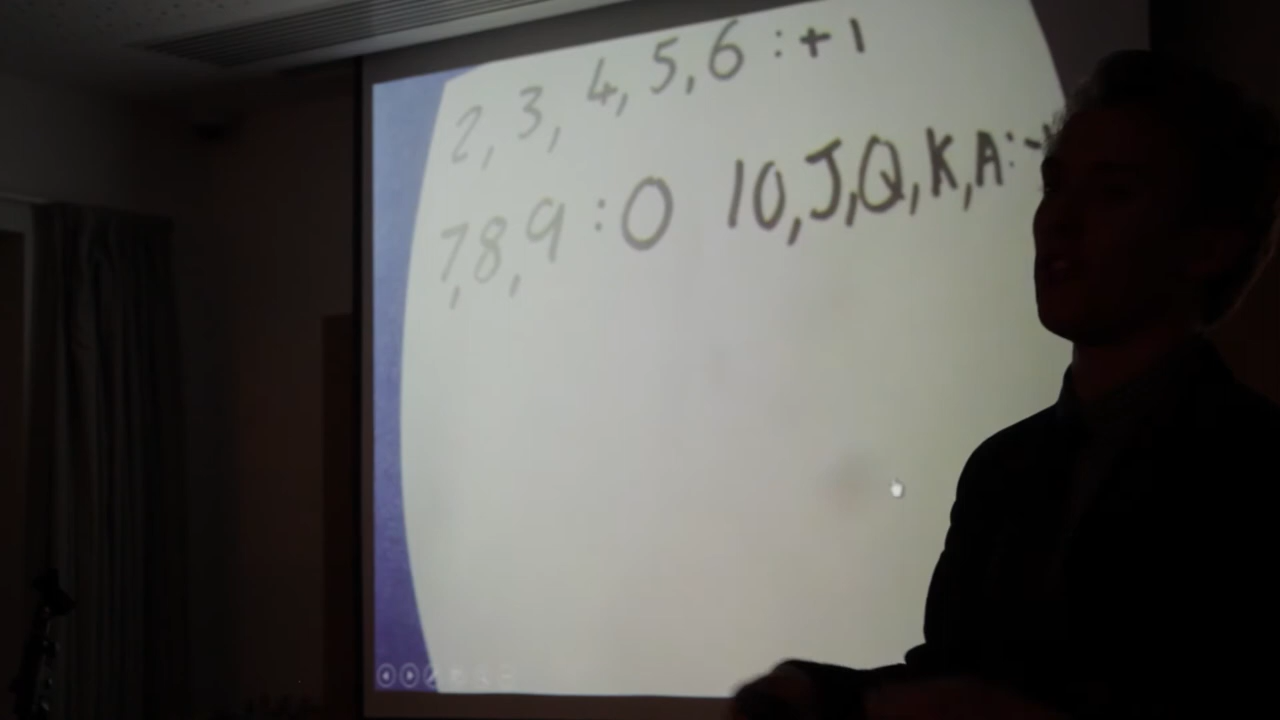 2, 3, 4, 5, 6 : + 1
7, 8, 9 : 0 10, J, Q, K, A : -